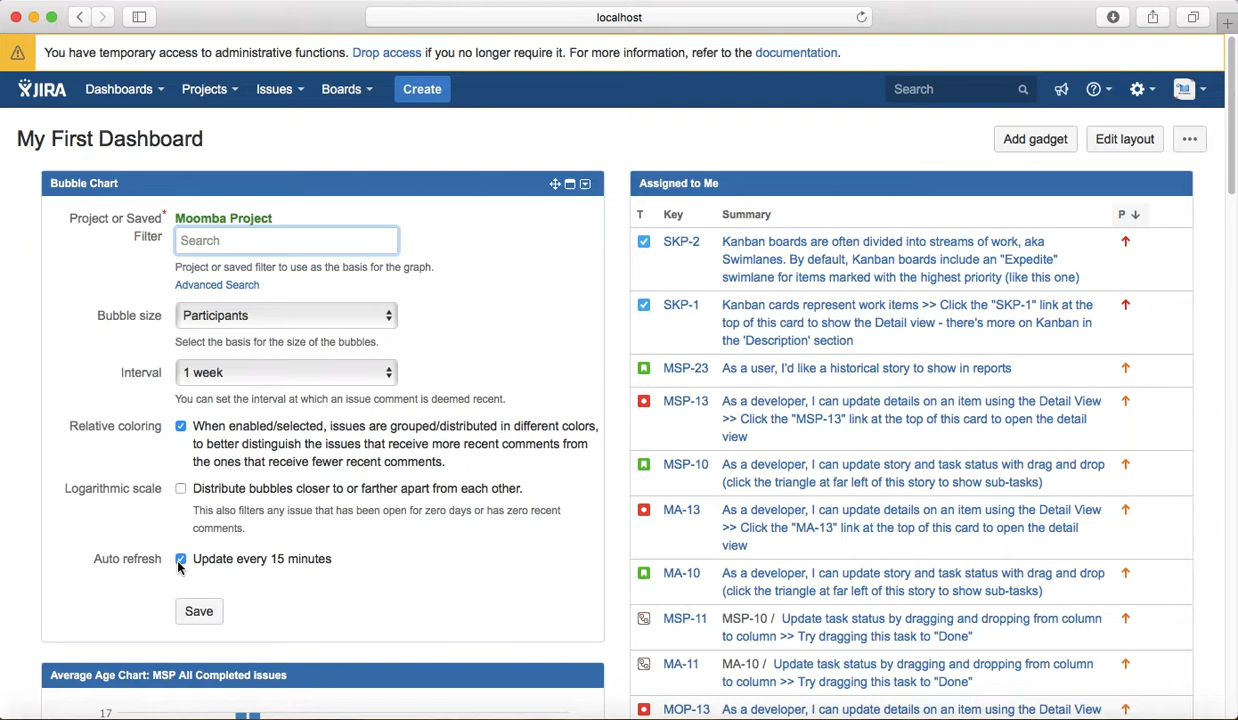 localhost
You have temporary access to administrative functions. Drop access if you no longer require it. For more information, refer to the documentation.
JIRA Dashboards Projects Issues Boards Create Search
My First Dashboard
Add gadget Edit layout
Bubble Chart
Project or Saved* Filter
Moomba Project
Search
Project or saved filter to use as the basis for the graph.
Advanced Search
Bubble size Participants
Select the basis for the size of the bubbles.
Interval 1 week
You can set the interval at which an issue comment is deemed recent.
Relative coloring When enabled/selected, issues are grouped/distributed in different colors,
to better distinguish the issues that receive more recent comments from
the ones that receive fewer recent comments.
Logarithmic scale Distribute bubbles closer to or farther apart from each other.
This also filters any issue that has been open for zero days or has zero recent
comments.
Auto refresh Update every 15 minutes
Save
Average Age Chart: MSP All Completed Issues
17
Assigned to Me
T Key Summary P
SKP-2 Kanban boards are often divided into streams of work, aka
Swimlanes. By default, Kanban boards include an "Expedite"
swimlane for items marked with the highest priority (like this one)
SKP-1 Kanban cards represent work items >> Click the "SKP-1" link at the
top of this card to show the Detail view - there's more on Kanban in
the 'Description' section
MSP-23 As a user, I'd like a historical story to show in reports
MSP-13 As a developer, I can update details on an item using the Detail View
>> Click the "MSP-13" link at the top of this card to open the detail
view
MSP-10 As a developer, I can update story and task status with drag and drop
(click the triangle at far left of this story to show sub-tasks)
MA-13 As a developer, I can update details on an item using the Detail View
>> Click the "MA-13" link at the top of this card to open the detail
view
MA-10 As a developer, I can update story and task status with drag and drop
(click the triangle at far left of this story to show sub-tasks)
MSP-11 MSP-10 / Update task status by dragging and dropping from column
to column >> Try dragging this task to "Done"
MA-11 MA-10 / Update task status by dragging and dropping from column
to column >> Try dragging this task to "Done"
MOP-13 As a developer, I can update details on an item using the Detail View